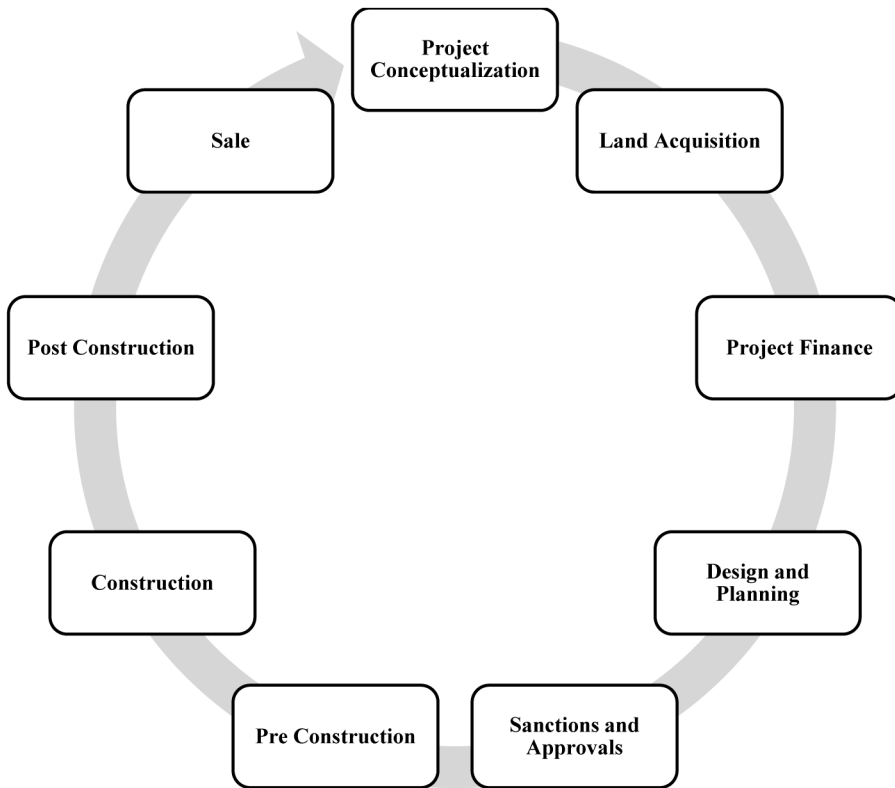 Project
Conceptualization
Land Acquisition
Project Finance
Design and
Planning
Sanctions and
Approvals
Pre Construction
Construction
Post Construction
Sale